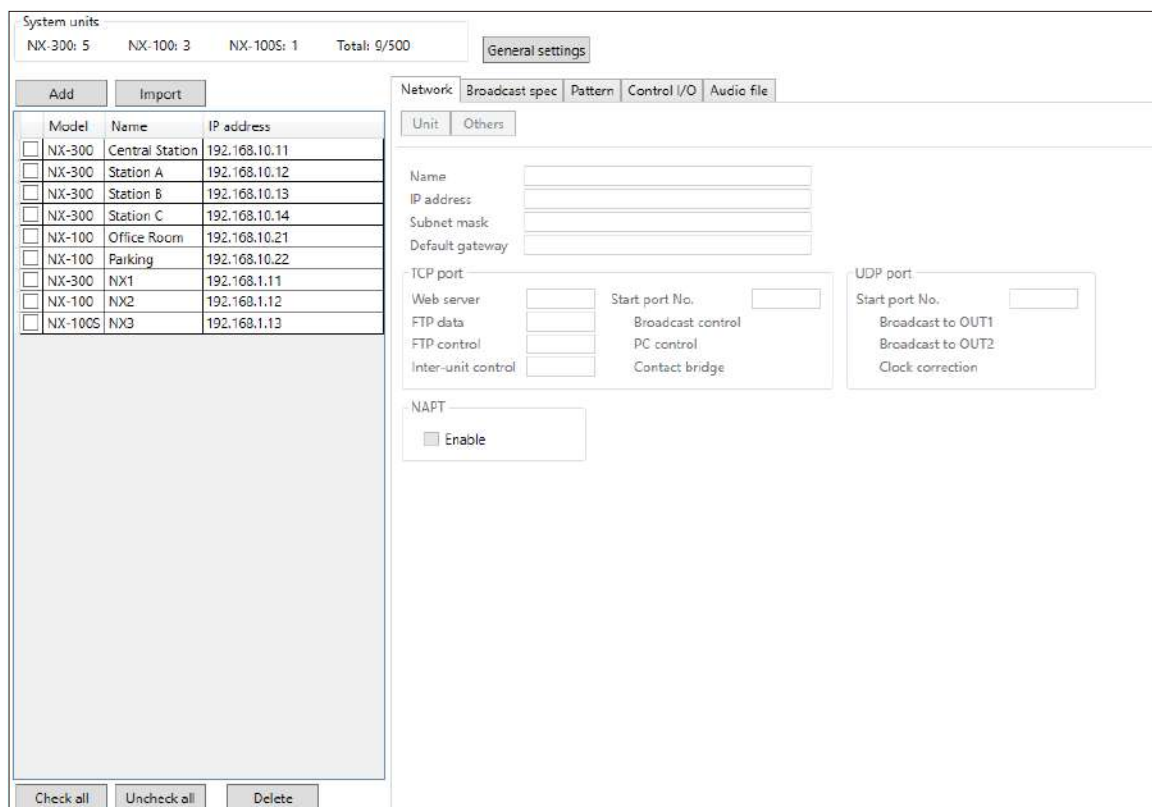 System units
NX-300: 5 NX-100: 3 NX-100S: 1 Total: 9/500
General settings
Add Import
Model Name IP address
NX-300 Central Station 192.168.10.11
NX-300 Station A 192.168.10.12
NX-300 Station B 192.168.10.13
NX-300 Station C 192.168.10.14
NX-100 Office Room 192.168.10.21
NX-100 Parking 192.168.10.22
NX-300 NX1 192.168.1.11
NX-100 NX2 192.168.1.12
NX-100S NX3 192.168.1.13
Check all Uncheck all Delete
Network Broadcast spec Pattern Control I/O Audio file
Unit Others
Name
IP address
Subnet mask
Default gateway
TCP port
Web server Start port No.
FTP data Broadcast control
FTP control PC control
Inter-unit control Contact bridge
UDP port
Start port No.
Broadcast to OUT1
Broadcast to OUT2
Clock correction
NAPT
Enable